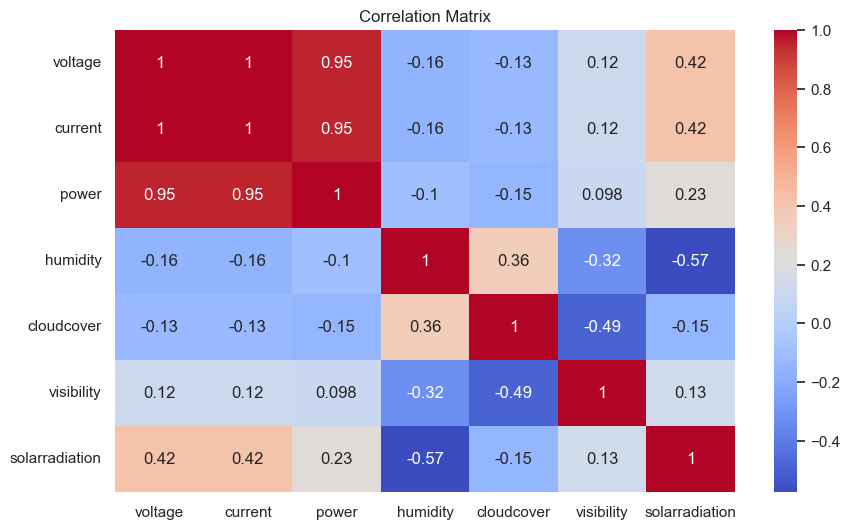 Correlation Matrix
voltage 1 1 0.95 -0.16 -0.13 0.12 0.42
current 1 1 0.95 -0.16 -0.13 0.12 0.42
power 0.95 0.95 1 -0.1 -0.15 0.098 0.23
humidity -0.16 -0.16 -0.1 1 0.36 -0.32 -0.57
cloudcover -0.13 -0.13 -0.15 0.36 1 -0.49 -0.15
visibility 0.12 0.12 0.098 -0.32 -0.49 1 0.13
solarradiation 0.42 0.42 0.23 -0.57 -0.15 0.13 1
voltage current power humidity cloudcover visibility solarradiation
1.0
0.8
0.6
0.4
0.2
0.0
−0.2
−0.4